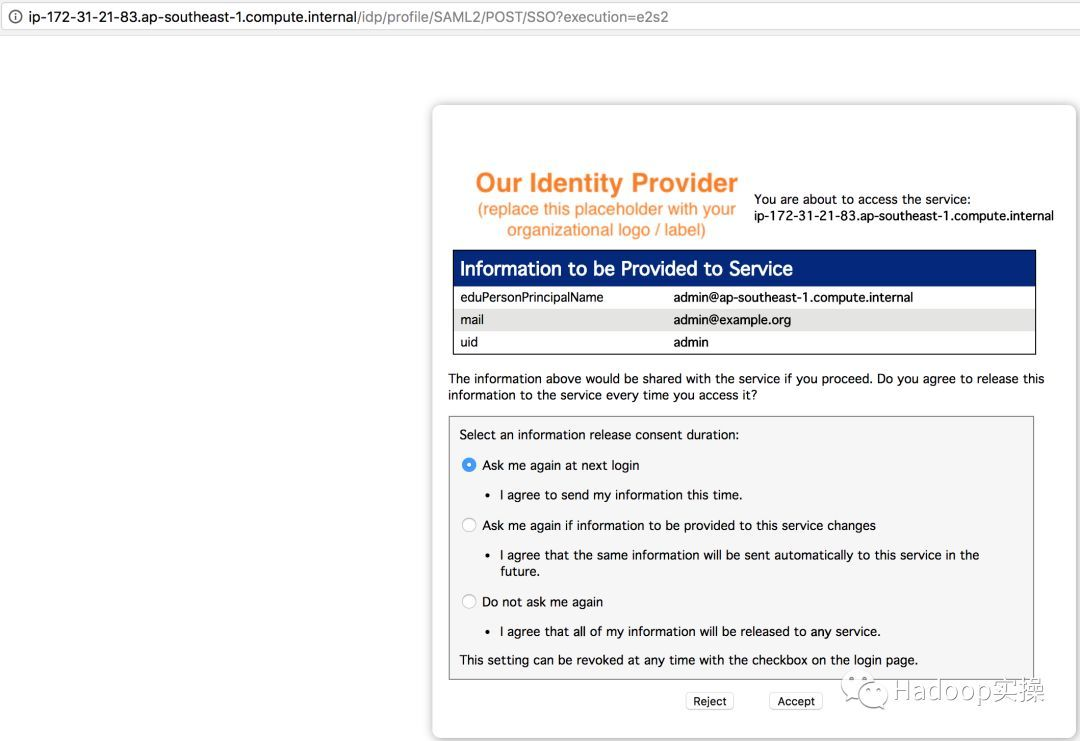 ip-172-31-21-83.ap-southeast-1.compute.internal/idp/profile/SAML2/POST/SSO?execution=e2s2
Our Identity Provider
(replace this placeholder with your
organizational logo / label)
You are about to access the service:
ip-172-31-21-83.ap-southeast-1.compute.internal
Information to be Provided to Service
eduPersonPrincipalName admin@ap-southeast-1.compute.internal
mail admin@example.org
uid admin
The information above would be shared with the service if you proceed. Do you agree to release this
information to the service every time you access it?
Select an information release consent duration:
Ask me again at next login
• I agree to send my information this time.
Ask me again if information to be provided to this service changes
• I agree that the same information will be sent automatically to this service in the
future.
Do not ask me again
• I agree that all of my information will be released to any service.
This setting can be revoked at any time with the checkbox on the login page.
Reject Accept
Hadoop实操